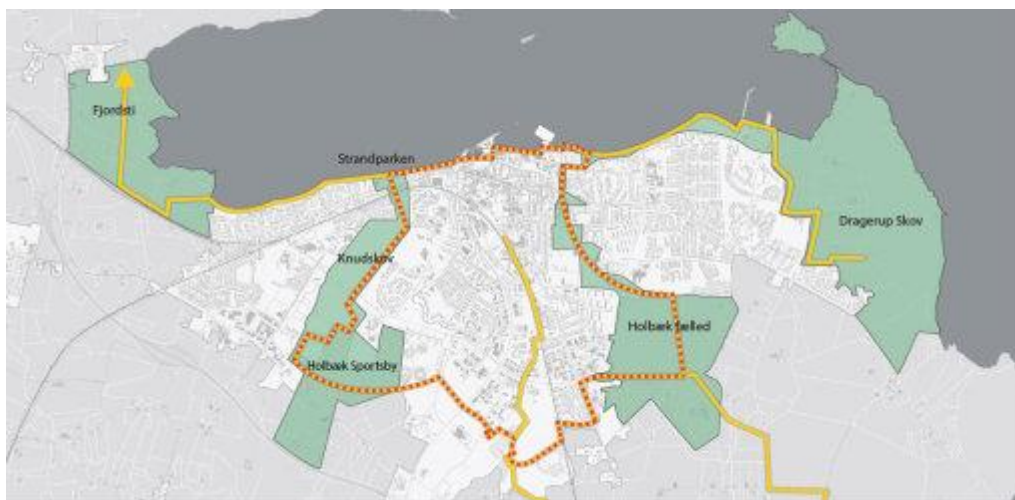 Fjordsti
Strandparken
Dragerup Skov
Knudskov
Holbæk fælled
Holbæk Sportsby